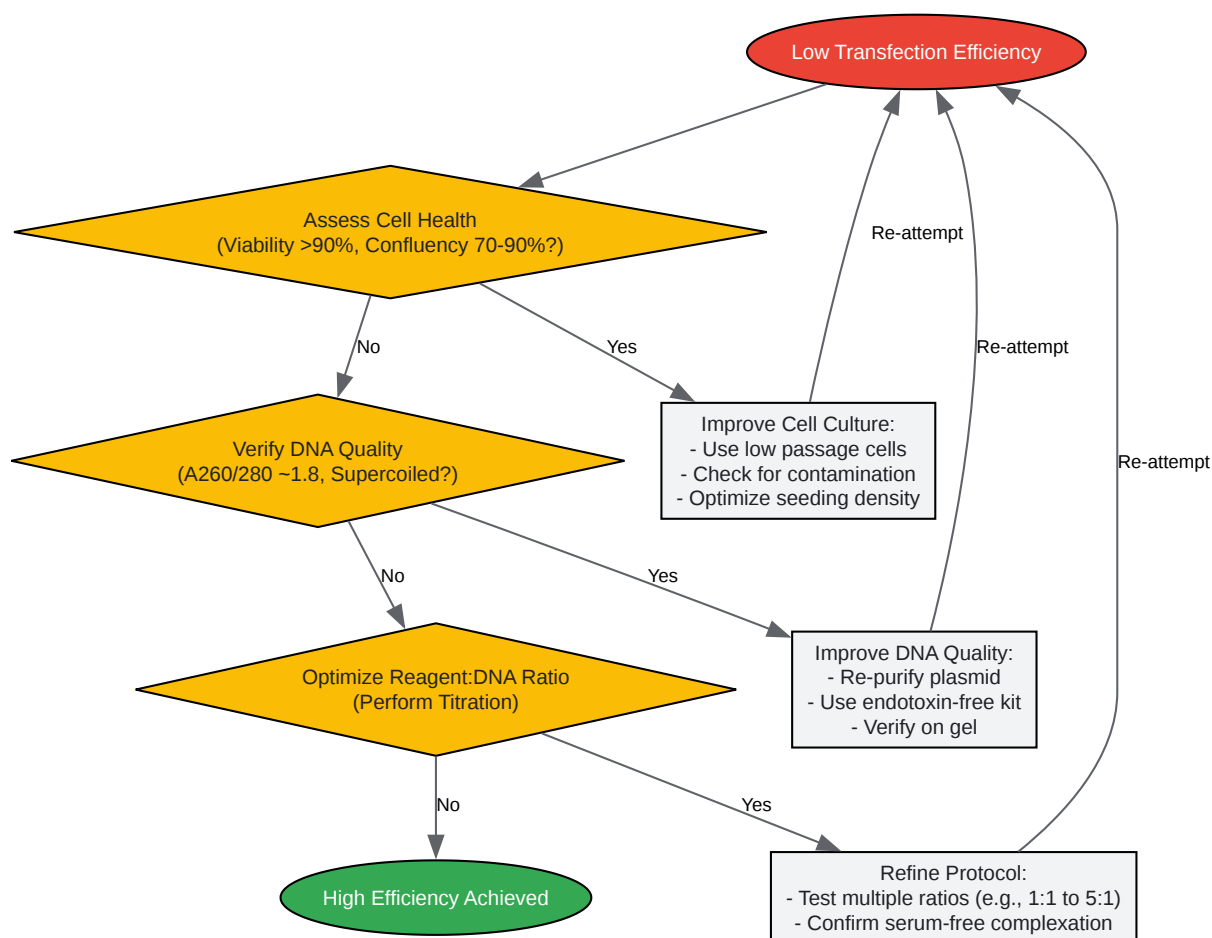 Low Transfection Efficiency
Assess Cell Health
(Viability >90%, Confluency 70-90%?)
Re-attempt
No
Yes
Re-attempt
Improve Cell Culture:
- Use low passage cells
- Check for contamination
- Optimize seeding density
Verify DNA Quality
(A260/280 ~1.8, Supercoiled?)
Re-attempt
No
Yes
Improve DNA Quality:
- Re-purify plasmid
- Use endotoxin-free kit
- Verify on gel
Optimize Reagent:DNA Ratio
(Perform Titration)
No
Yes
High Efficiency Achieved
Refine Protocol:
- Test multiple ratios (e.g., 1:1 to 5:1)
- Confirm serum-free complexation